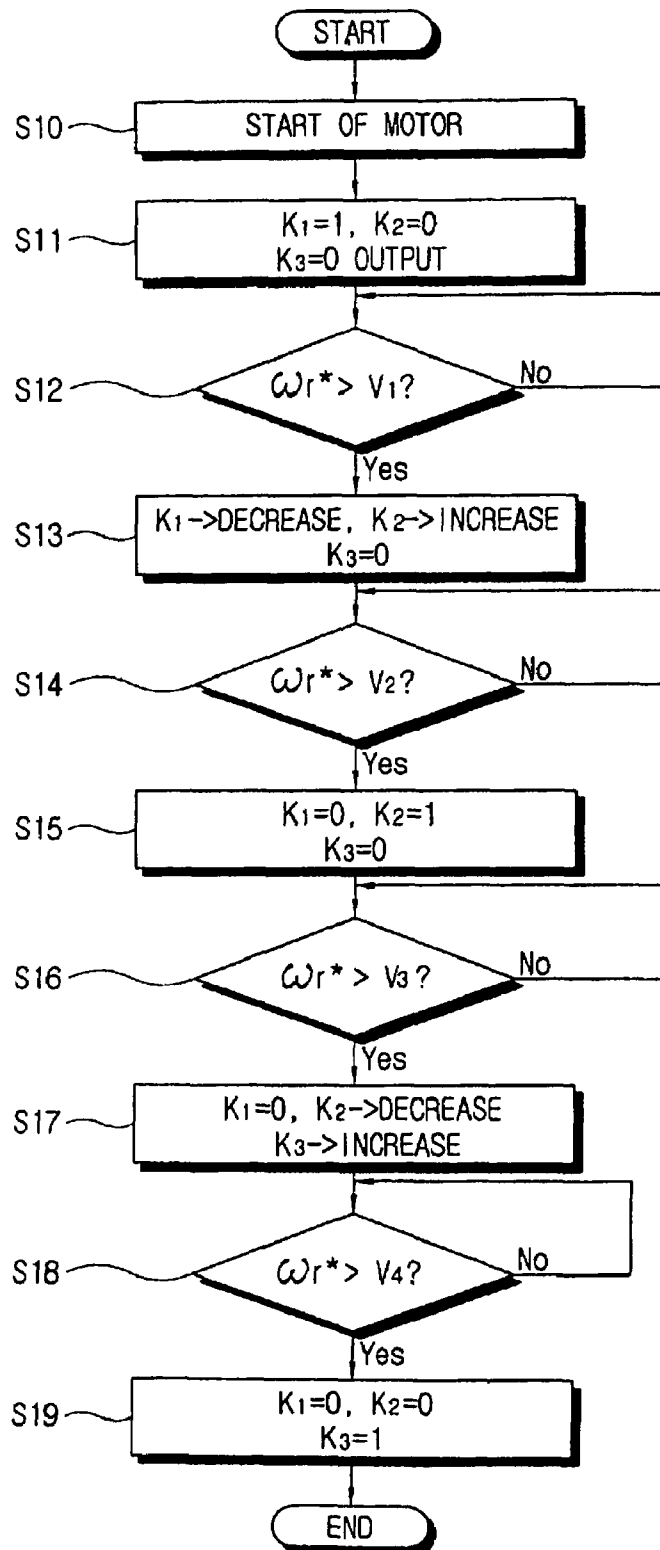 START
S10
START OF MOTOR
S11
K1=1, K2=0
K3=0 OUTPUT
S12
ωr*> V1?
No
Yes
S13
K1->DECREASE, K2->INCREASE
K3=0
S14
ωr*> V2?
No
Yes
S15
K1=0, K2=1
K3=0
S16
ωr*> V3?
No
Yes
S17
K1=0, K2->DECREASE
K3->INCREASE
S18
ωr*> V4?
No
Yes
S19
K1=0, K2=0
K3=1
END